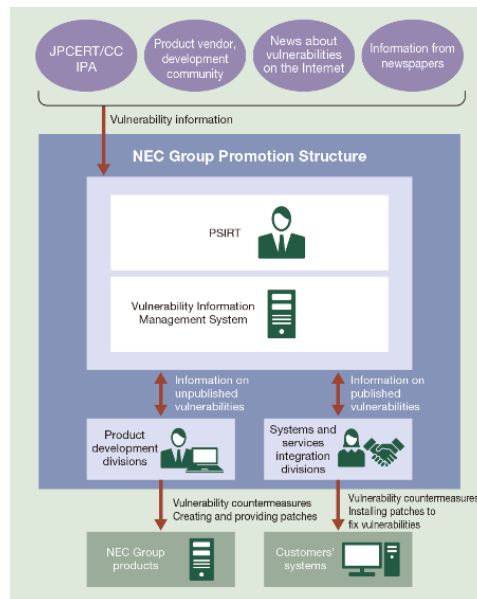 JPCERT/CC
IPA
Product vendor,
development
community
News about
vulnerabilities
on the Internet
Information from
newspapers
Vulnerability information
NEC Group Promotion Structure
PSIRT
Vulnerability Information
Management System
Information on
unpublished
vulnerabilities
Information on
published
vulnerabilities
Product
development
divisions
Systems and
services
integration
divisions
Vulnerability countermeasures
Creating and providing patches
Vulnerability countermeasures
Installing patches to
fix vulnerabilities
NEC Group
products
Customers'
systems